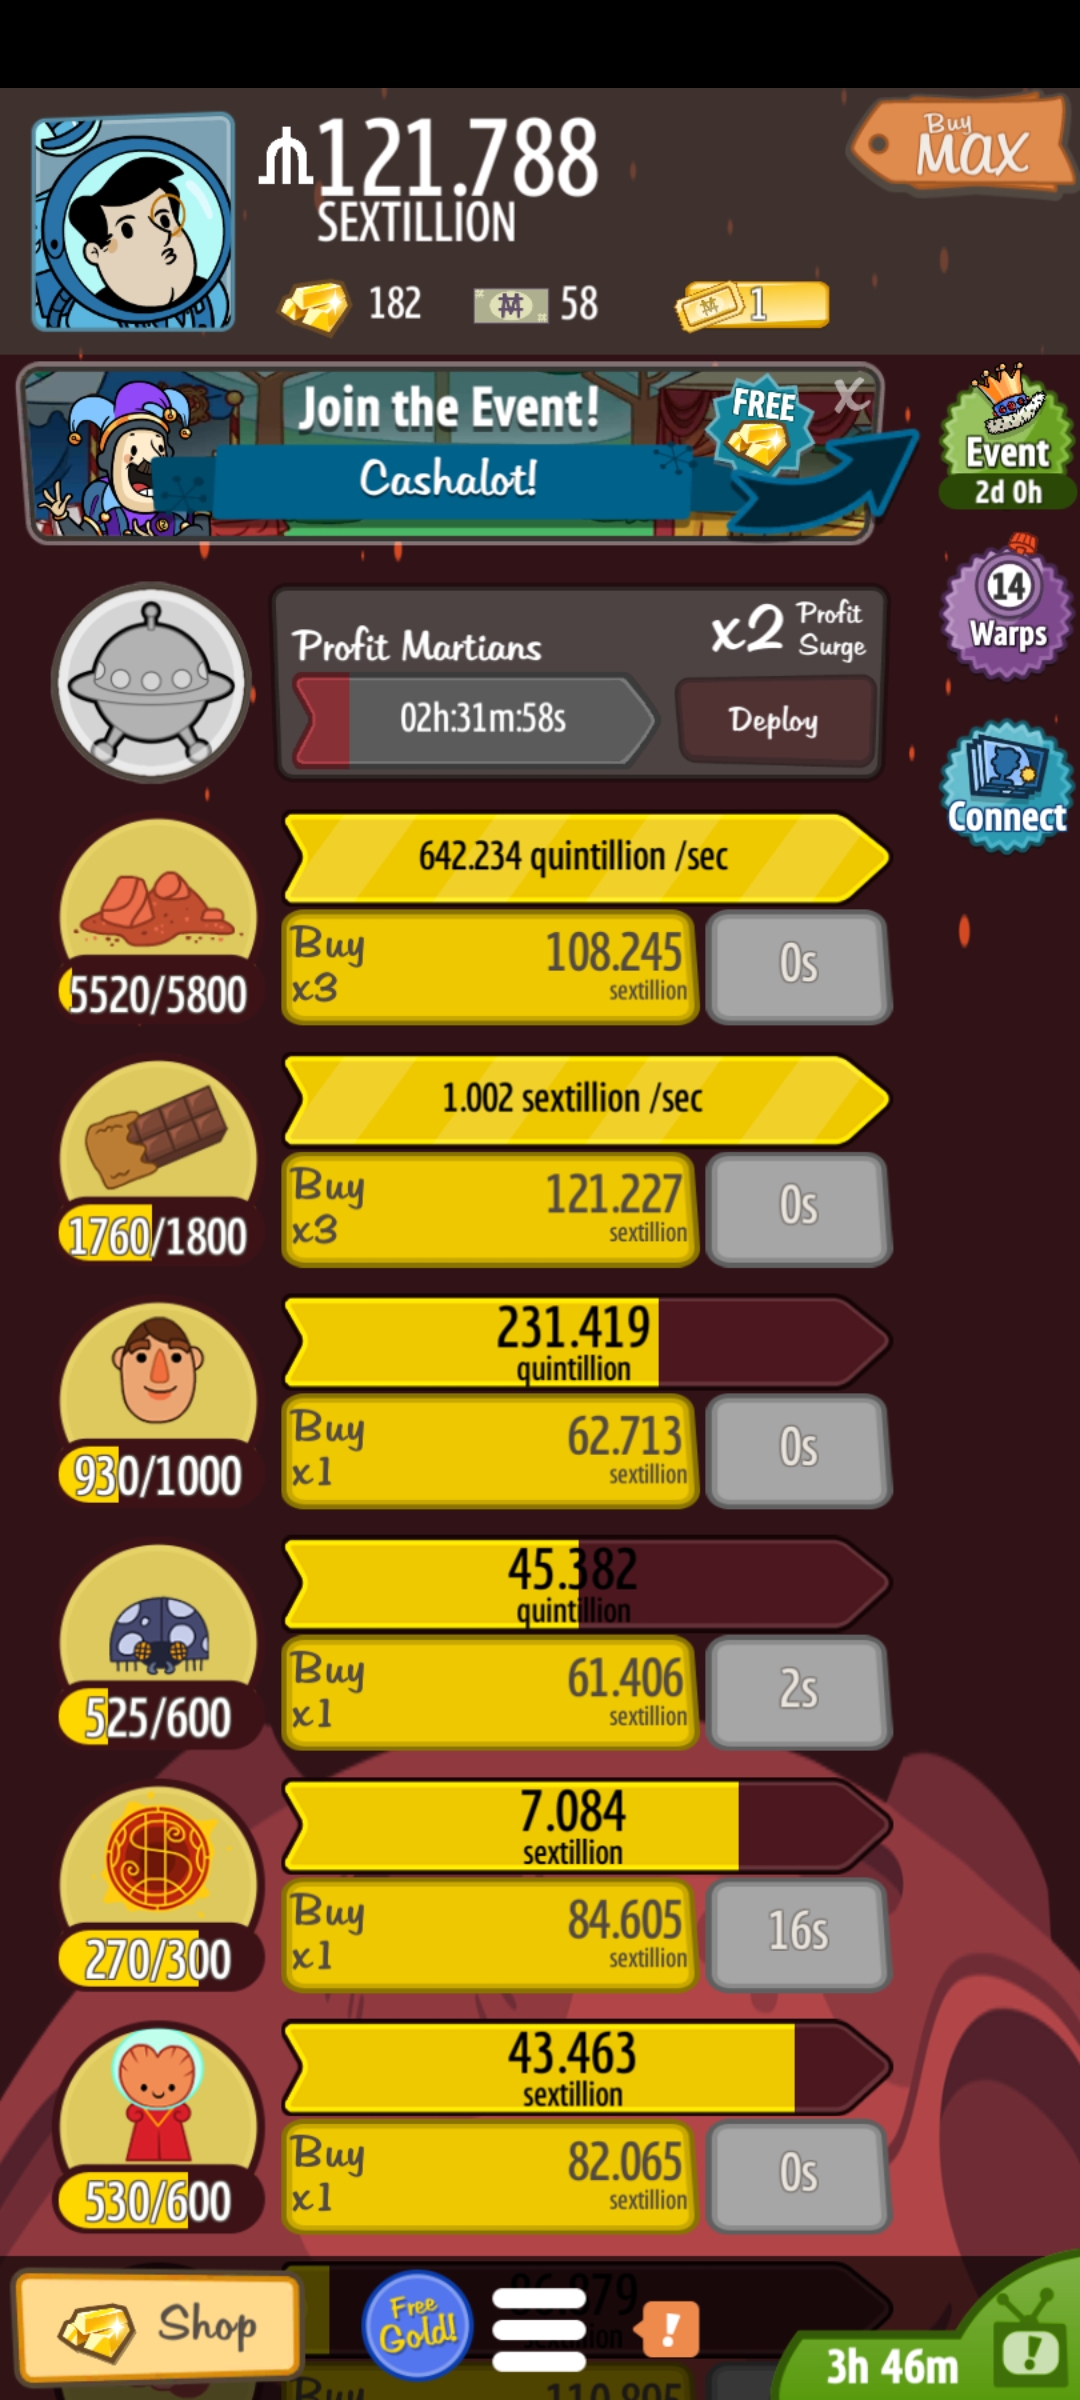 121.788
SEXTILLION
Buy
MAX
182
58
1
Join the Event!
Cashalot!
FREE
X
Event
2d 0h
14
Warps
Connect
Profit Martians
x2 Profit
Surge
02h:31m:58s
Deploy
642.234 quintillion /sec
Buy 108.245
x3 sextillion
0s
5520/5800
1.002 sextillion /sec
Buy 121.227
x3 sextillion
0s
1760/1800
231.419
quintillion
Buy 62.713
x1 sextillion
0s
930/1000
45.382
quintillion
Buy 61.406
x1 sextillion
2s
525/600
7.084
sextillion
Buy 84.605
x1 sextillion
16s
270/300
43.463
sextillion
Buy 82.065
x1 sextillion
0s
530/600
Shop
Free
Gold!
!
3h 46m
!
Buy 110.895